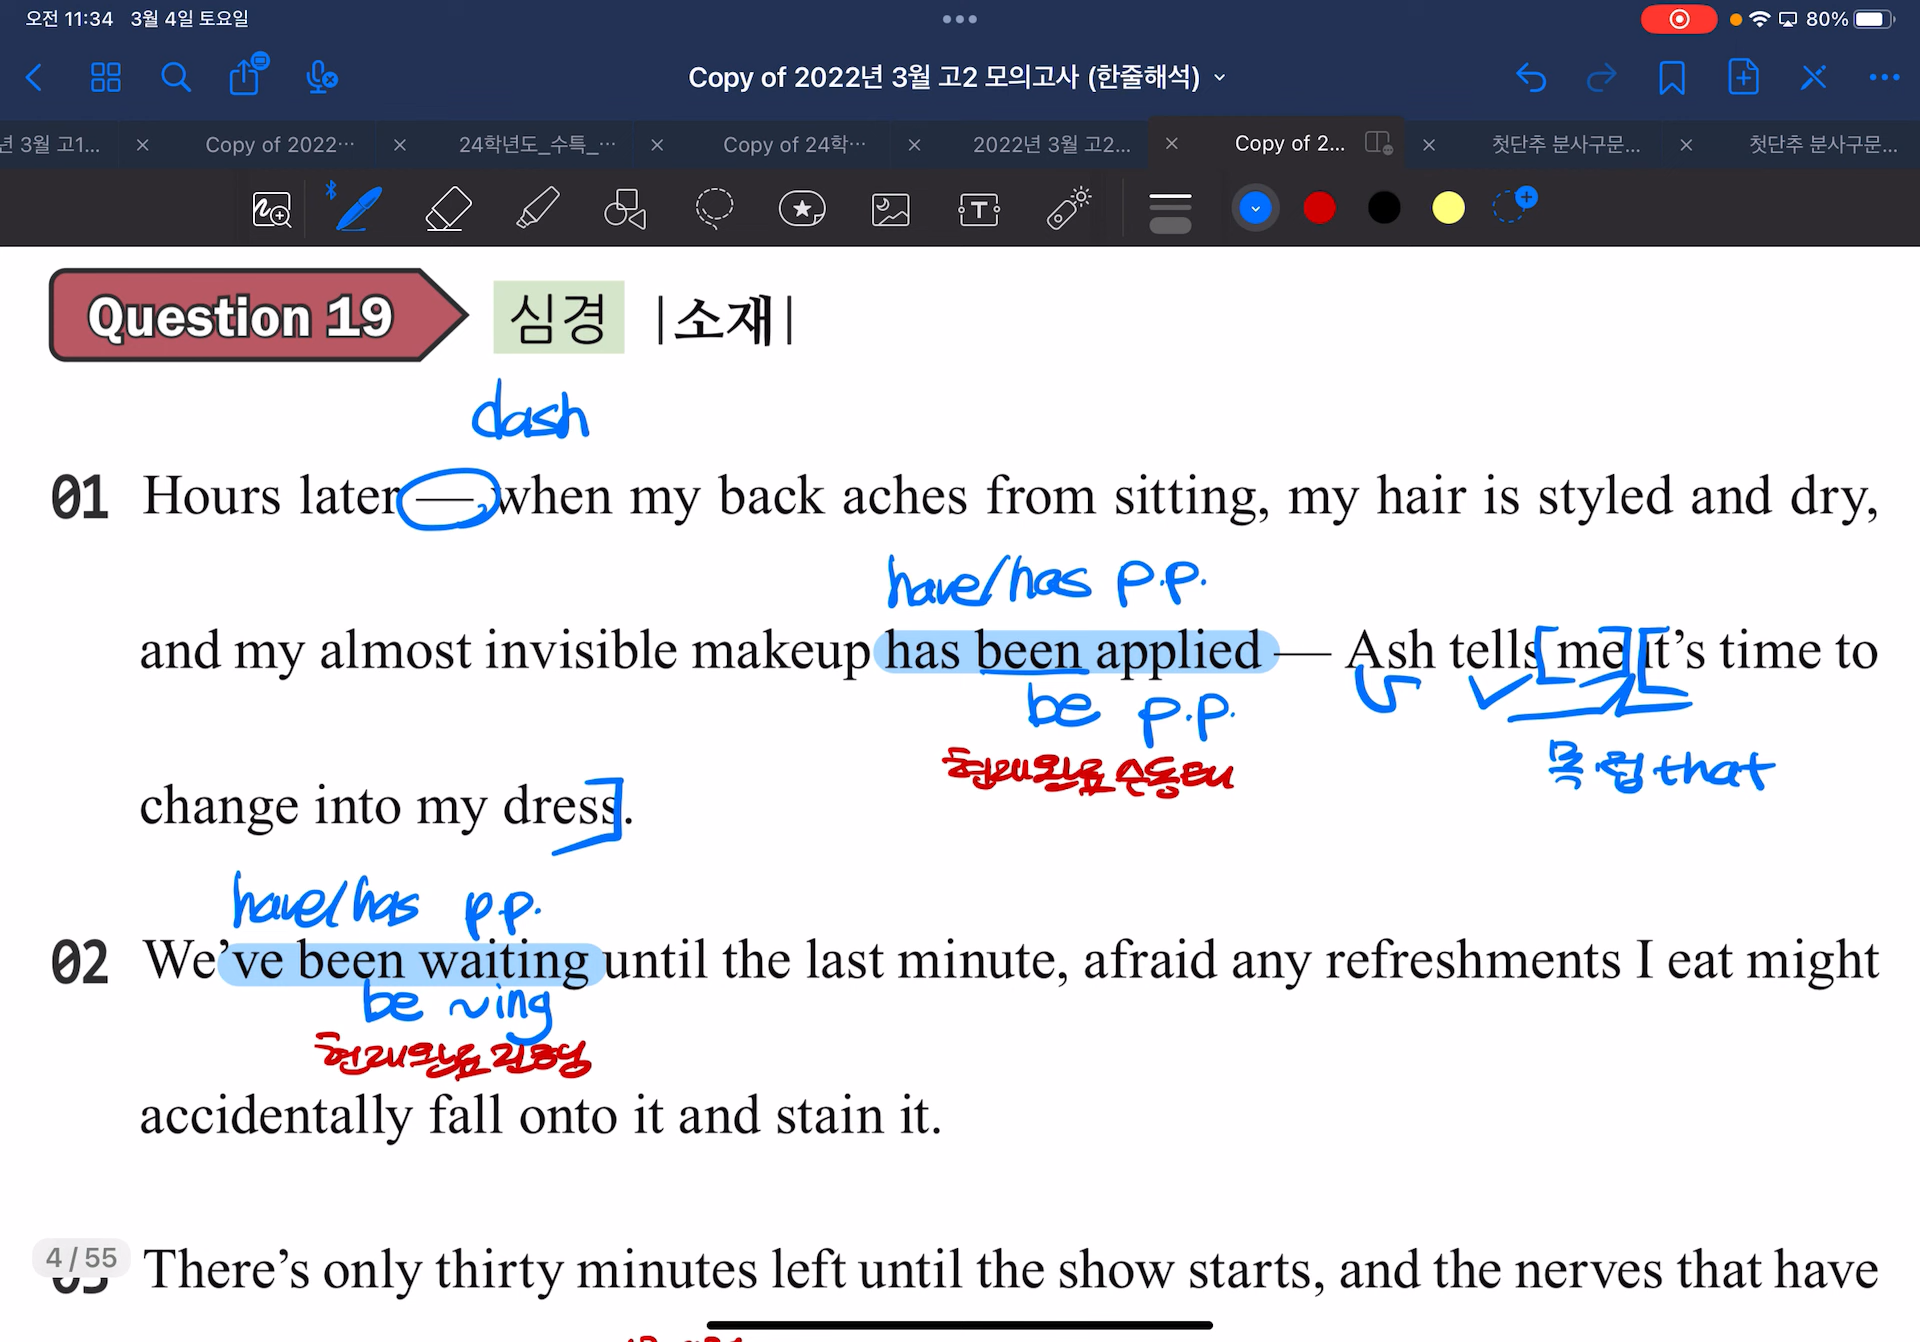 오전 11:34 3월 4일 토요일
80%
Copy of 2022년 3월 고2 모의고사 (한줄해석)
년 3월 고1... Copy of 2022... 24학년도_수특_... Copy of 24학... 2022년 3월 고2... Copy of 2... 첫단추 분사구문... 첫단추 분사구문...
Question 19 심경 |소재|
dash
01 Hours later —, when my back aches from sitting, my hair is styled and dry,
have/has p.p.
and my almost invisible makeup has been applied — Ash tells [me] [it's time to
be p.p.
현재완료수동태
목.접that
change into my dress].
have/has p.p.
02 We've been waiting until the last minute, afraid any refreshments I eat might
be ~ing
현재완료진행형
accidentally fall onto it and stain it.
4 / 55
03 There's only thirty minutes left until the show starts, and the nerves that have